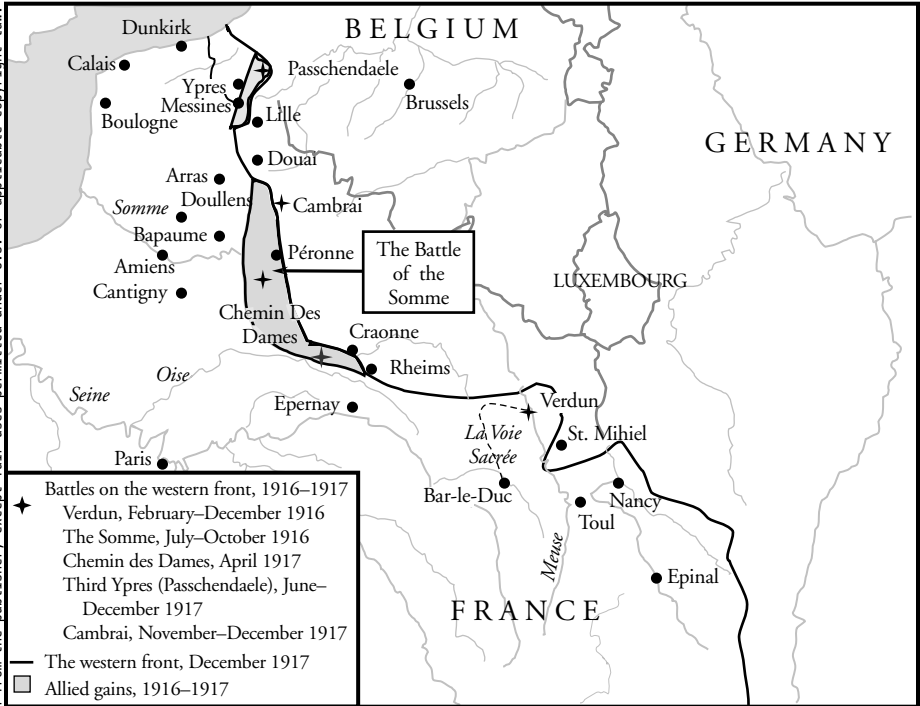 Dunkirk
BELGIUM
Calais
Passchendaele
Ypres
Messines
Brussels
Boulogne
Lille
GERMANY
Douai
Arras
Doullens
Cambrai
Somme
Bapaume
Péronne
The Battle
of the
Somme
Amiens
Cantigny
LUXEMBOURG
Chemin Des
Dames
Craonne
Rheims
Oise
Seine
Epernay
Verdun
La Voie
Sacrée
St. Mihiel
Paris
Bar-le-Duc
Nancy
Toul
Meuse
Epinal
FRANCE
Battles on the western front, 1916–1917
Verdun, February–December 1916
The Somme, July–October 1916
Chemin des Dames, April 1917
Third Ypres (Passchendaele), June–
December 1917
Cambrai, November–December 1917
The western front, December 1917
Allied gains, 1916–1917